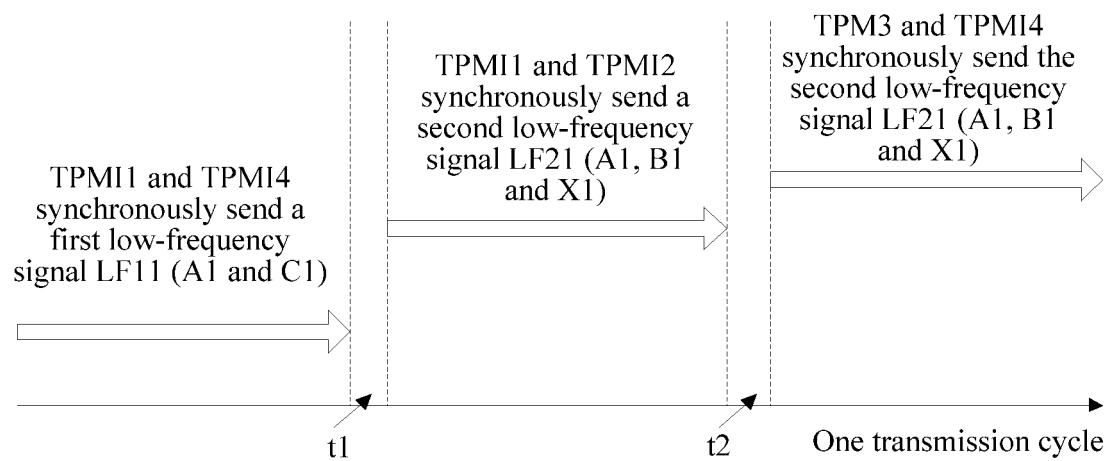 TPMI1 and TPMI4
synchronously send a
first low-frequency
signal LF11 (A1 and C1)
TPMI1 and TPMI2
synchronously send a
second low-frequency
signal LF21 (A1, B1
and X1)
TPM3 and TPMI4
synchronously send the
second low-frequency
signal LF21 (A1, B1
and X1)
t1
t2
One transmission cycle